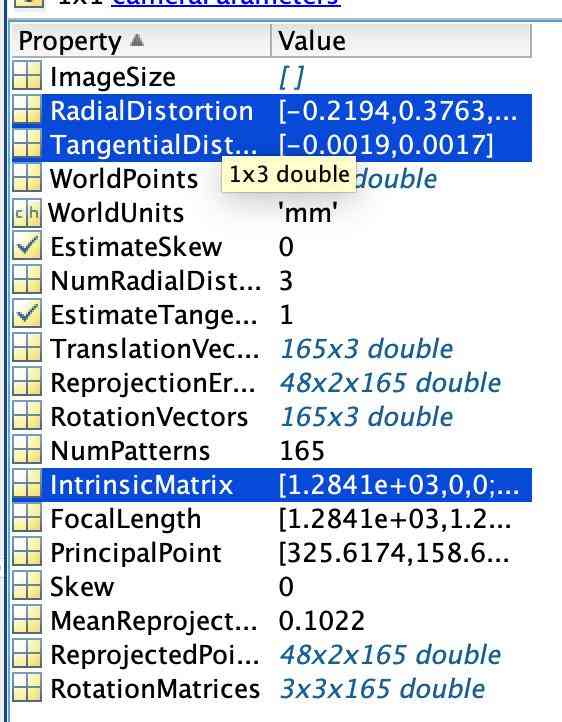 1x1 cameraParameters
Property Value
ImageSize []
RadialDistortion [-0.2194,0.3763,...
TangentialDist... [-0.0019,0.0017]
WorldPoints double
1x3 double
ch WorldUnits 'mm'
EstimateSkew 0
NumRadialDist... 3
EstimateTange... 1
TranslationVec... 165x3 double
ReprojectionEr... 48x2x165 double
RotationVectors 165x3 double
NumPatterns 165
IntrinsicMatrix [1.2841e+03,0,0;...
FocalLength [1.2841e+03,1.2...
PrincipalPoint [325.6174,158.6...
Skew 0
MeanReproject... 0.1022
ReprojectedPoi... 48x2x165 double
RotationMatrices 3x3x165 double